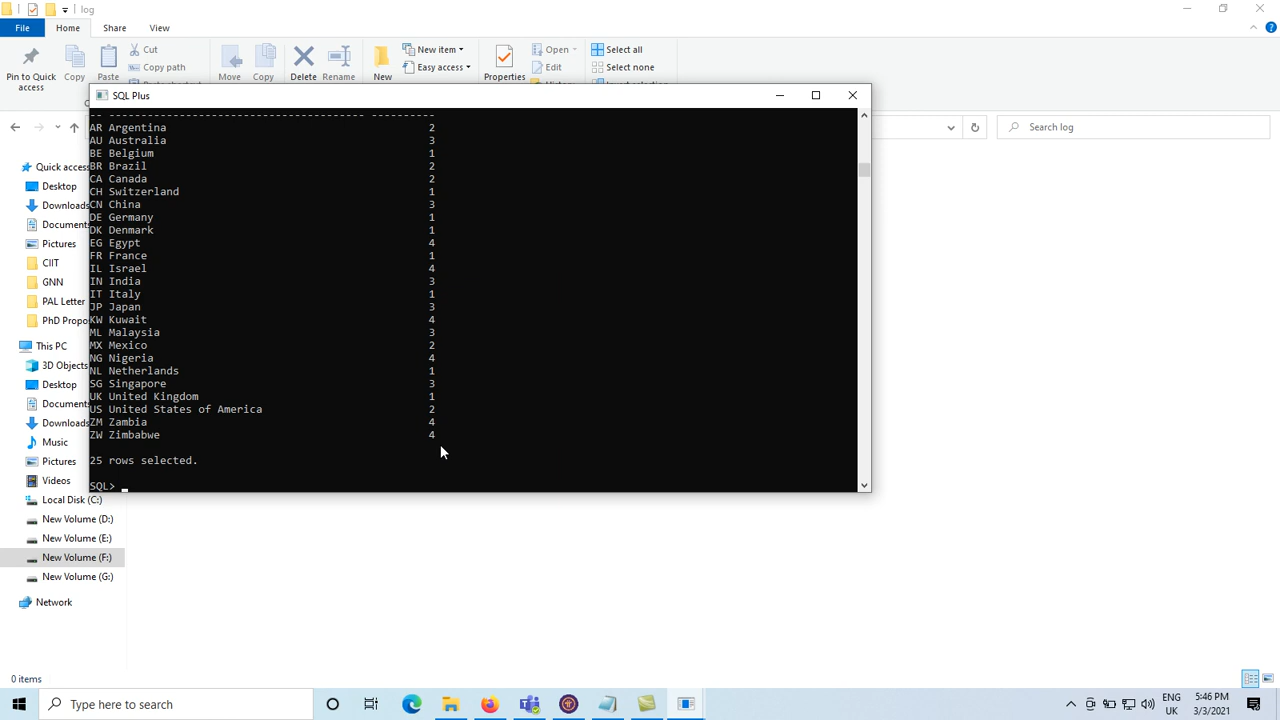 log
File Home Share View
Pin to Quick access
Copy
Paste
Cut
Copy path
Move
Copy
Delete
Rename
New
New item
Easy access
Properties
Open
Edit
Select all
Select none
Search log
SQL Plus
-- ---------------------------------------- ----------
AR Argentina 2
AU Australia 3
BE Belgium 1
BR Brazil 2
CA Canada 2
CH Switzerland 1
CN China 3
DE Germany 1
DK Denmark 1
EG Egypt 4
FR France 1
IL Israel 4
IN India 3
IT Italy 1
JP Japan 3
KW Kuwait 4
ML Malaysia 3
MX Mexico 2
NG Nigeria 4
NL Netherlands 1
SG Singapore 3
UK United Kingdom 1
US United States of America 2
ZM Zambia 4
ZW Zimbabwe 4
25 rows selected.
SQL>
Quick access
Desktop
Downloads
Document
Pictures
CIIT
GNN
PAL Letter
PhD Propo
This PC
3D Objects
Desktop
Document
Downloads
Music
Pictures
Videos
Local Disk (C:)
New Volume (D:)
New Volume (E:)
New Volume (F:)
New Volume (G:)
Network
0 items
Type here to search
ENG
UK
5:46 PM
3/3/2021